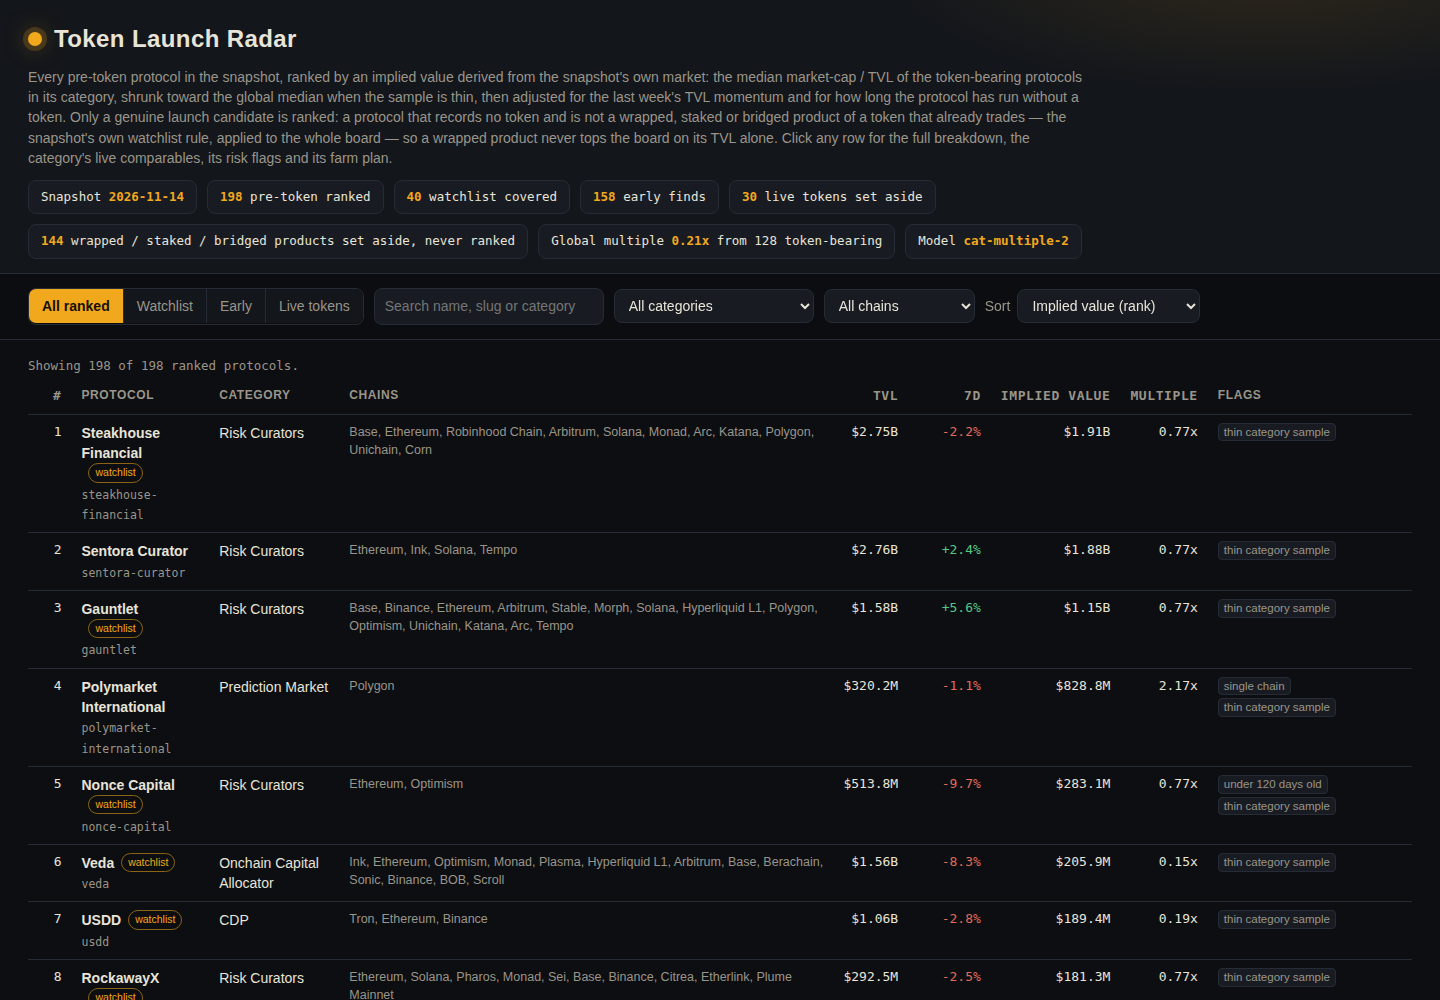 Token Launch Radar
Every pre-token protocol in the snapshot, ranked by an implied value derived from the snapshot's own market: the median market-cap / TVL of the token-bearing protocols
in its category, shrunk toward the global median when the sample is thin, then adjusted for the last week's TVL momentum and for how long the protocol has run without a
token. Only a genuine launch candidate is ranked: a protocol that records no token and is not a wrapped, staked or bridged product of a token that already trades — the
snapshot's own watchlist rule, applied to the whole board — so a wrapped product never tops the board on its TVL alone. Click any row for the full breakdown, the
category's live comparables, its risk flags and its farm plan.
Snapshot 2026-11-14
198 pre-token ranked
40 watchlist covered
158 early finds
30 live tokens set aside
144 wrapped / staked / bridged products set aside, never ranked
Global multiple 0.21x from 128 token-bearing
Model cat-multiple-2
All ranked Watchlist Early Live tokens Search name, slug or category All categories All chains Sort Implied value (rank)
Showing 198 of 198 ranked protocols.
# PROTOCOL CATEGORY CHAINS TVL 7D IMPLIED VALUE MULTIPLE FLAGS
1 Steakhouse Financial watchlist Risk Curators Base, Ethereum, Robinhood Chain, Arbitrum, Solana, Monad, Arc, Katana, Polygon, $2.75B -2.2% $1.91B 0.77x thin category sample
Unichain, Corn
steakhouse-
financial
2 Sentora Curator Risk Curators Ethereum, Ink, Solana, Tempo $2.76B +2.4% $1.88B 0.77x thin category sample
sentora-curator
3 Gauntlet watchlist Risk Curators Base, Binance, Ethereum, Arbitrum, Stable, Morph, Solana, Hyperliquid L1, Polygon, $1.58B +5.6% $1.15B 0.77x thin category sample
Optimism, Unichain, Katana, Arc, Tempo
gauntlet
4 Polymarket International Prediction Market Polygon $320.2M -1.1% $828.8M 2.17x single chain
thin category sample
polymarket-
international
5 Nonce Capital watchlist Risk Curators Ethereum, Optimism $513.8M -9.7% $283.1M 0.77x under 120 days old
thin category sample
nonce-capital
6 Veda watchlist Onchain Capital Allocator Ink, Ethereum, Optimism, Monad, Plasma, Hyperliquid L1, Arbitrum, Base, Berachain, $1.56B -8.3% $205.9M 0.15x thin category sample
Sonic, Binance, BOB, Scroll
veda
7 USDD watchlist CDP Tron, Ethereum, Binance $1.06B -2.8% $189.4M 0.19x thin category sample
usdd
8 RockawayX watchlist Risk Curators Ethereum, Solana, Pharos, Monad, Sei, Base, Binance, Citrea, Etherlink, Plume $292.5M -2.5% $181.3M 0.77x thin category sample
Mainnet